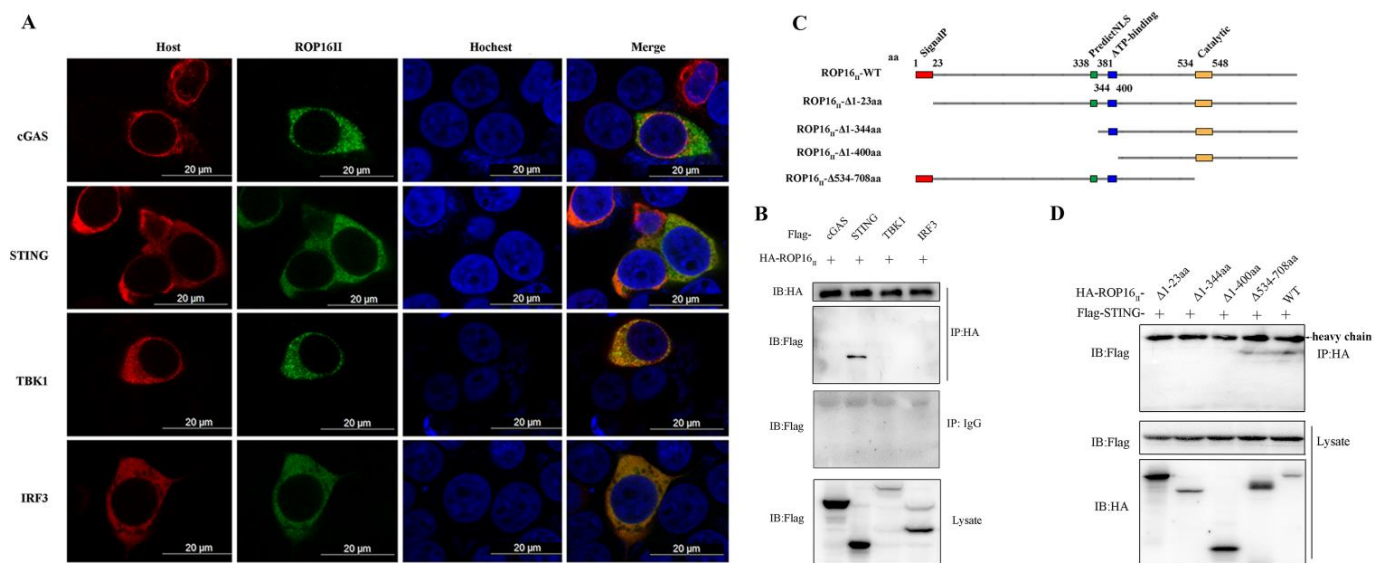 A
Host ROP16II Hochest Merge
cGAS
20 μm 20 μm 20 μm 20 μm
STING
20 μm 20 μm 20 μm 20 μm
TBK1
20 μm 20 μm 20 μm 20 μm
IRF3
20 μm 20 μm 20 μm 20 μm
C
SignalP PredictNLS ATP-binding Catalytic
aa 1 23 338 381 534 548
ROP16II-WT
344 400
ROP16II-Δ1-23aa
ROP16II-Δ1-344aa
ROP16II-Δ1-400aa
ROP16II-Δ534-708aa
B
Flag- cGAS STING TBK1 IRF3
HA-ROP16II + + + +
IB:HA
IP:HA
IB:Flag
IB:Flag IP: IgG
IB:Flag Lysate
D
HA-ROP16II- Δ1-23aa Δ1-344aa Δ1-400aa Δ534-708aa WT
Flag-STING- + + + + +
heavy chain
IB:Flag IP:HA
IB:Flag Lysate
IB:HA